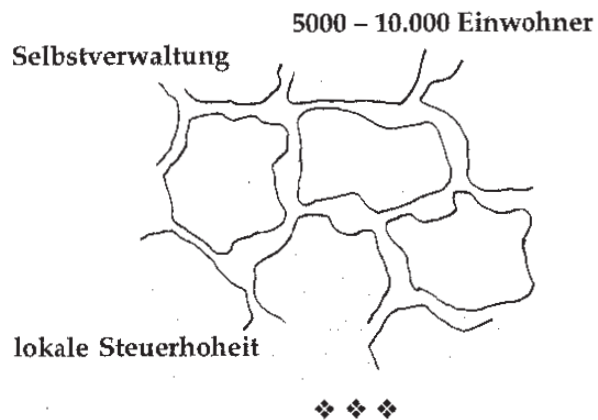 5000 – 10.000 Einwohner
Selbstverwaltung
lokale Steuerhoheit
❖ ❖ ❖